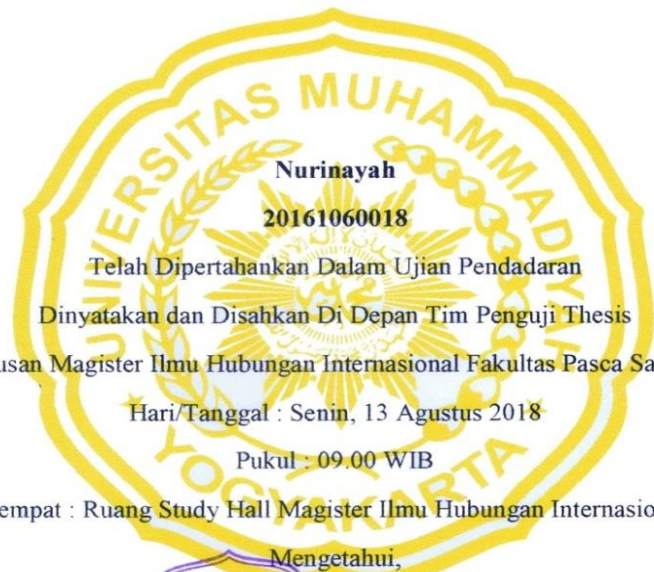 UNIVERSITAS MUHAMMADIYAH
YOGYAKARTA
Nurinayah
20161060018
Telah Dipertahankan Dalam Ujian Pendadaran
Dinyatakan dan Disahkan Di Depan Tim Penguji Thesis
Magister Ilmu Hubungan Internasional Fakultas Pasca
Hari/Tanggal : Senin, 13 Agustus 2018
Pukul : 09.00 WIB
: Ruang Study Hall Magister Ilmu Hubungan
Mengetahui,